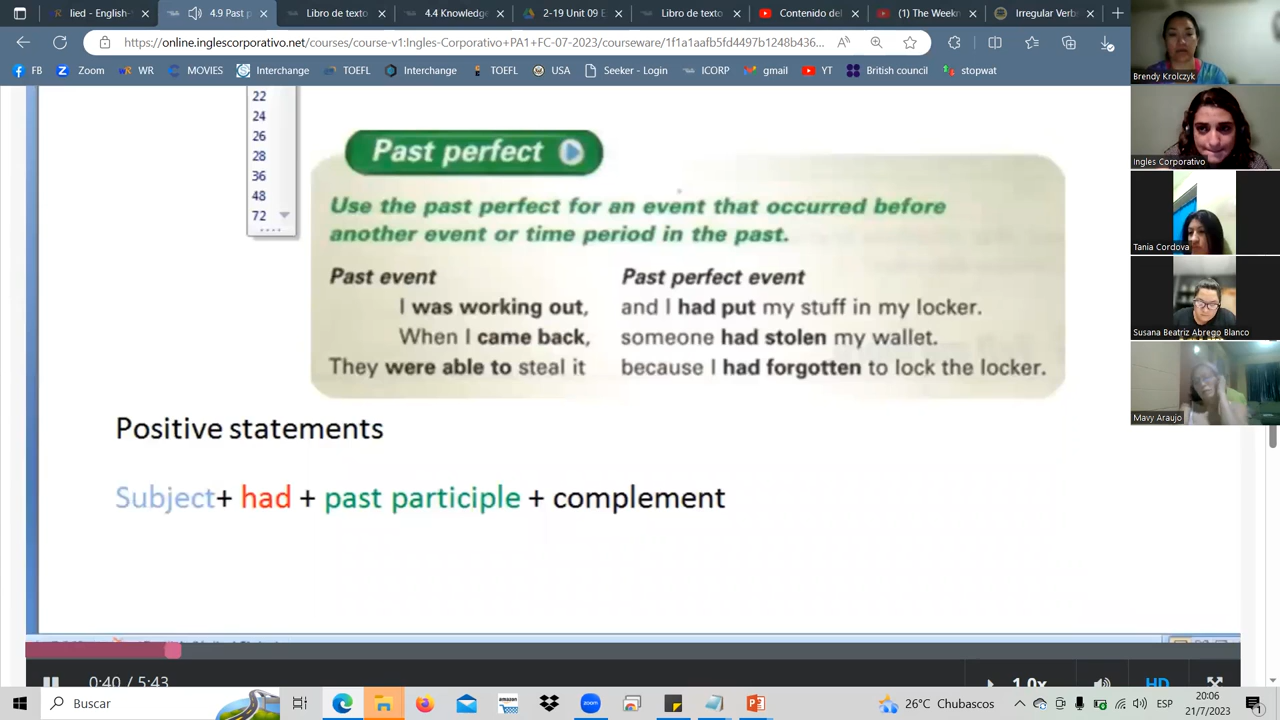 lied - English-
4.9 Past p
Libro de texto
4.4 Knowledge
2-19 Unit 09 E
Libro de texto
Contenido del
(1) The Weekn
Irregular Verb
https://online.inglescorporativo.net/courses/course-v1:Ingles-Corporativo+PA1+FC-07-2023/courseware/1f1a1aafb5fd4497b1248b436...
FB
Zoom
WR
MOVIES
Interchange
TOEFL
Interchange
TOEFL
USA
Seeker - Login
ICORP
gmail
YT
British council
stopwat
Brendy Krolczyk
Ingles Corporativo
Tania Cordova
Susana Beatriz Abrego Blanco
Mavy Araujo
22
24
26
28
36
48
72
Past perfect
Use the past perfect for an event that occurred before
another event or time period in the past.
Past event Past perfect event
I was working out, and I had put my stuff in my locker.
When I came back, someone had stolen my wallet.
They were able to steal it because I had forgotten to lock the locker.
Positive statements
Subject+ had + past participle + complement
0:40 / 5:43
1.0x
HD
Buscar
amazon
zoom
26°C Chubascos
ESP
20:06
21/7/2023
1